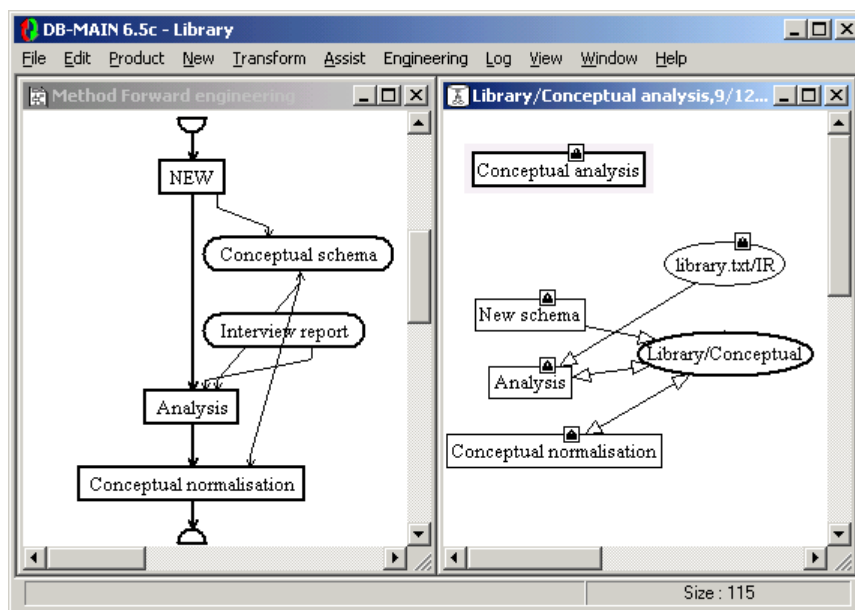 DB-MAIN 6.5c - Library
File Edit Product New Transform Assist Engineering Log View Window Help
Method Forward engineering
NEW
Conceptual schema
Interview report
Analysis
Conceptual normalisation
Library/Conceptual analysis,9/12...
Conceptual analysis
library.txt/IR
New schema
Library/Conceptual
Analysis
Conceptual normalisation
Size : 115